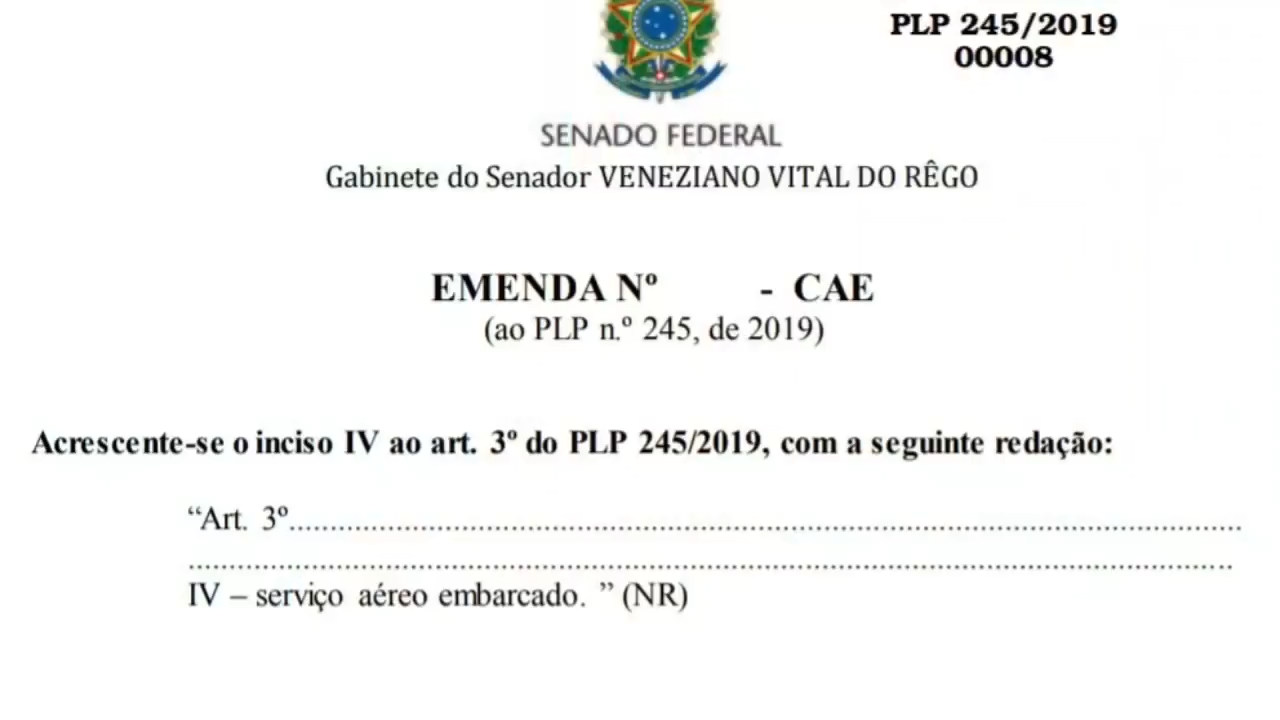 PLP 245/2019
00008
SENADO FEDERAL
Gabinete do Senador VENEZIANO VITAL DO RÊGO
EMENDA Nº - CAE
(ao PLP n.º 245, de 2019)
Acrescente-se o inciso IV ao art. 3º do PLP 245/2019, com a seguinte redação:
“Art. 3º.......................................................................................................................
...................................................................................................................................
IV – serviço aéreo embarcado. ” (NR)